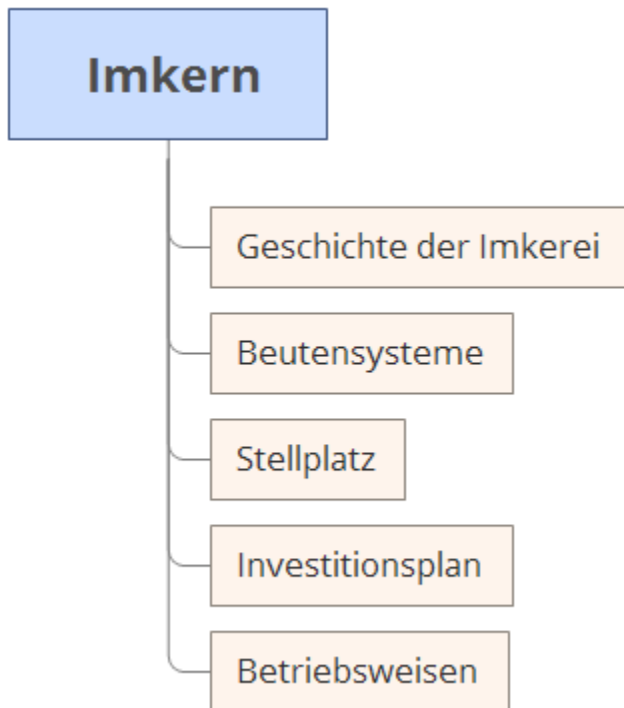 Imkern
Geschichte der Imkerei
Beutensysteme
Stellplatz
Investitionsplan
Betriebsweisen